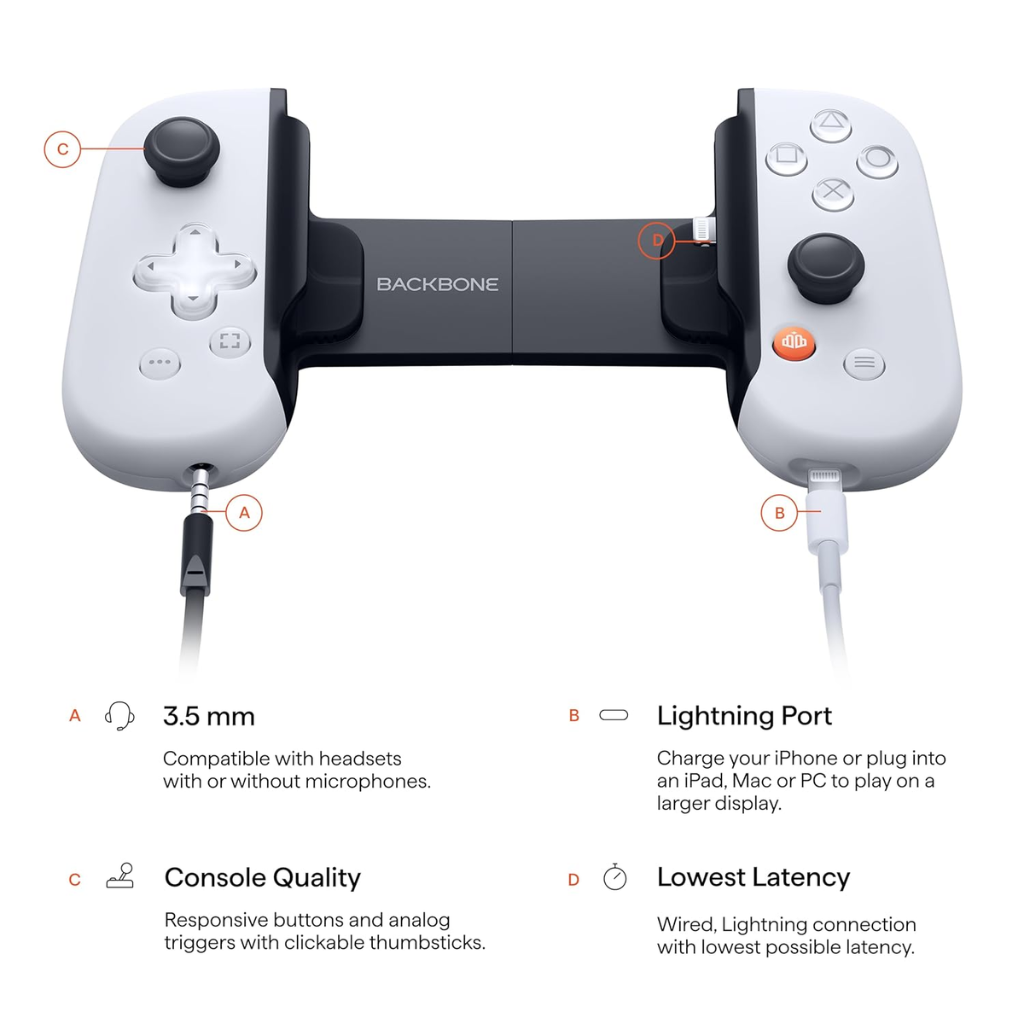 C
D
BACKBONE
A
B
A
3.5 mm
Compatible with headsets
with or without microphones.
B
Lightning Port
Charge your iPhone or plug into
an iPad, Mac or PC to play on a
larger display.
C
Console Quality
Responsive buttons and analog
triggers with clickable thumbsticks.
D
Lowest Latency
Wired, Lightning connection
with lowest possible latency.